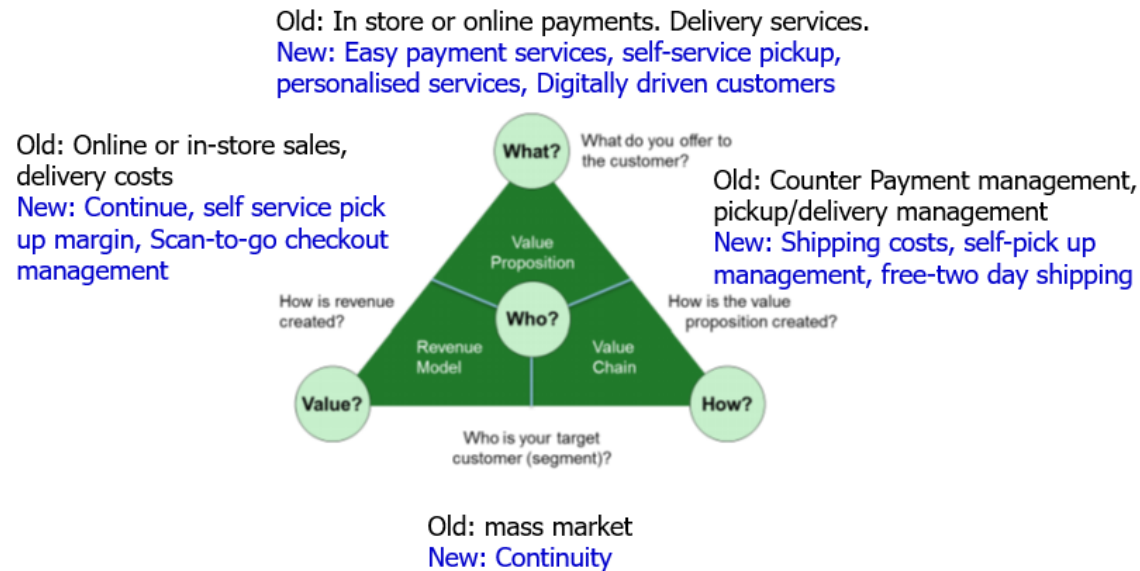 Old: In store or online payments. Delivery services.
New: Easy payment services, self-service pickup,
personalised services, Digitally driven customers
Old: Online or in-store sales,
delivery costs
New: Continue, self service pick
up margin, Scan-to-go checkout
management
What?
What do you offer to
the customer?
Old: Counter Payment management,
pickup/delivery management
New: Shipping costs, self-pick up
management, free-two day shipping
Value
Proposition
How is revenue
created?
Who?
How is the value
proposition created?
Revenue
Model
Value
Chain
Value?
How?
Who is your target
customer (segment)?
Old: mass market
New: Continuity